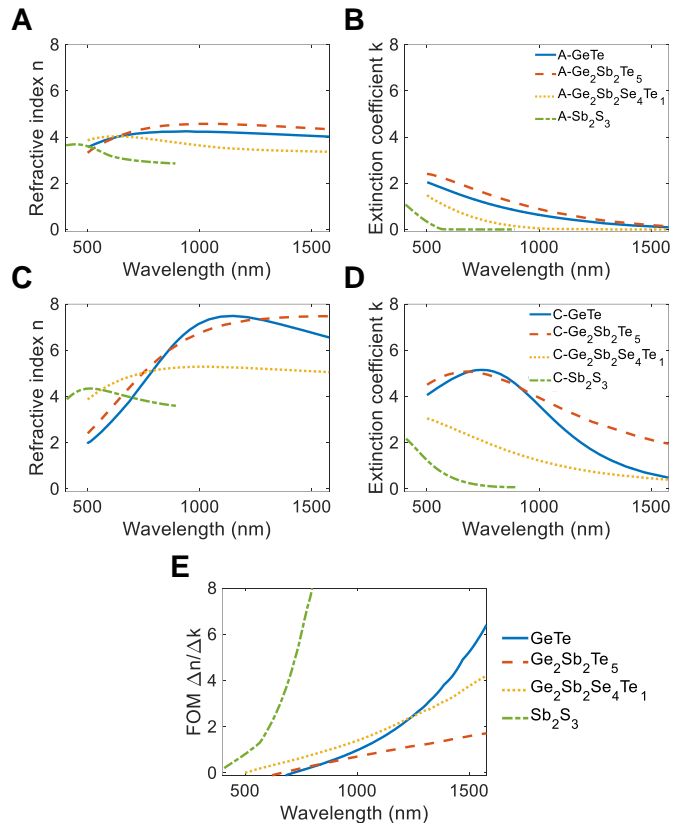 A
Refractive index n
8
6
4
2
0
500
1000
1500
Wavelength (nm)
B
Extinction coefficient k
8
6
4
2
0
500
1000
1500
Wavelength (nm)
A-GeTe
A-Ge₂Sb₂Te₅
A-Ge₂Sb₂Se₄Te₁
A-Sb₂S₃
C
Refractive index n
8
6
4
2
0
500
1000
1500
Wavelength (nm)
D
Extinction coefficient k
8
6
4
2
0
500
1000
1500
Wavelength (nm)
C-GeTe
C-Ge₂Sb₂Te₅
C-Ge₂Sb₂Se₄Te₁
C-Sb₂S₃
E
FOM Δn/Δk
8
6
4
2
0
500
1000
1500
Wavelength (nm)
GeTe
Ge₂Sb₂Te₅
Ge₂Sb₂Se₄Te₁
Sb₂S₃